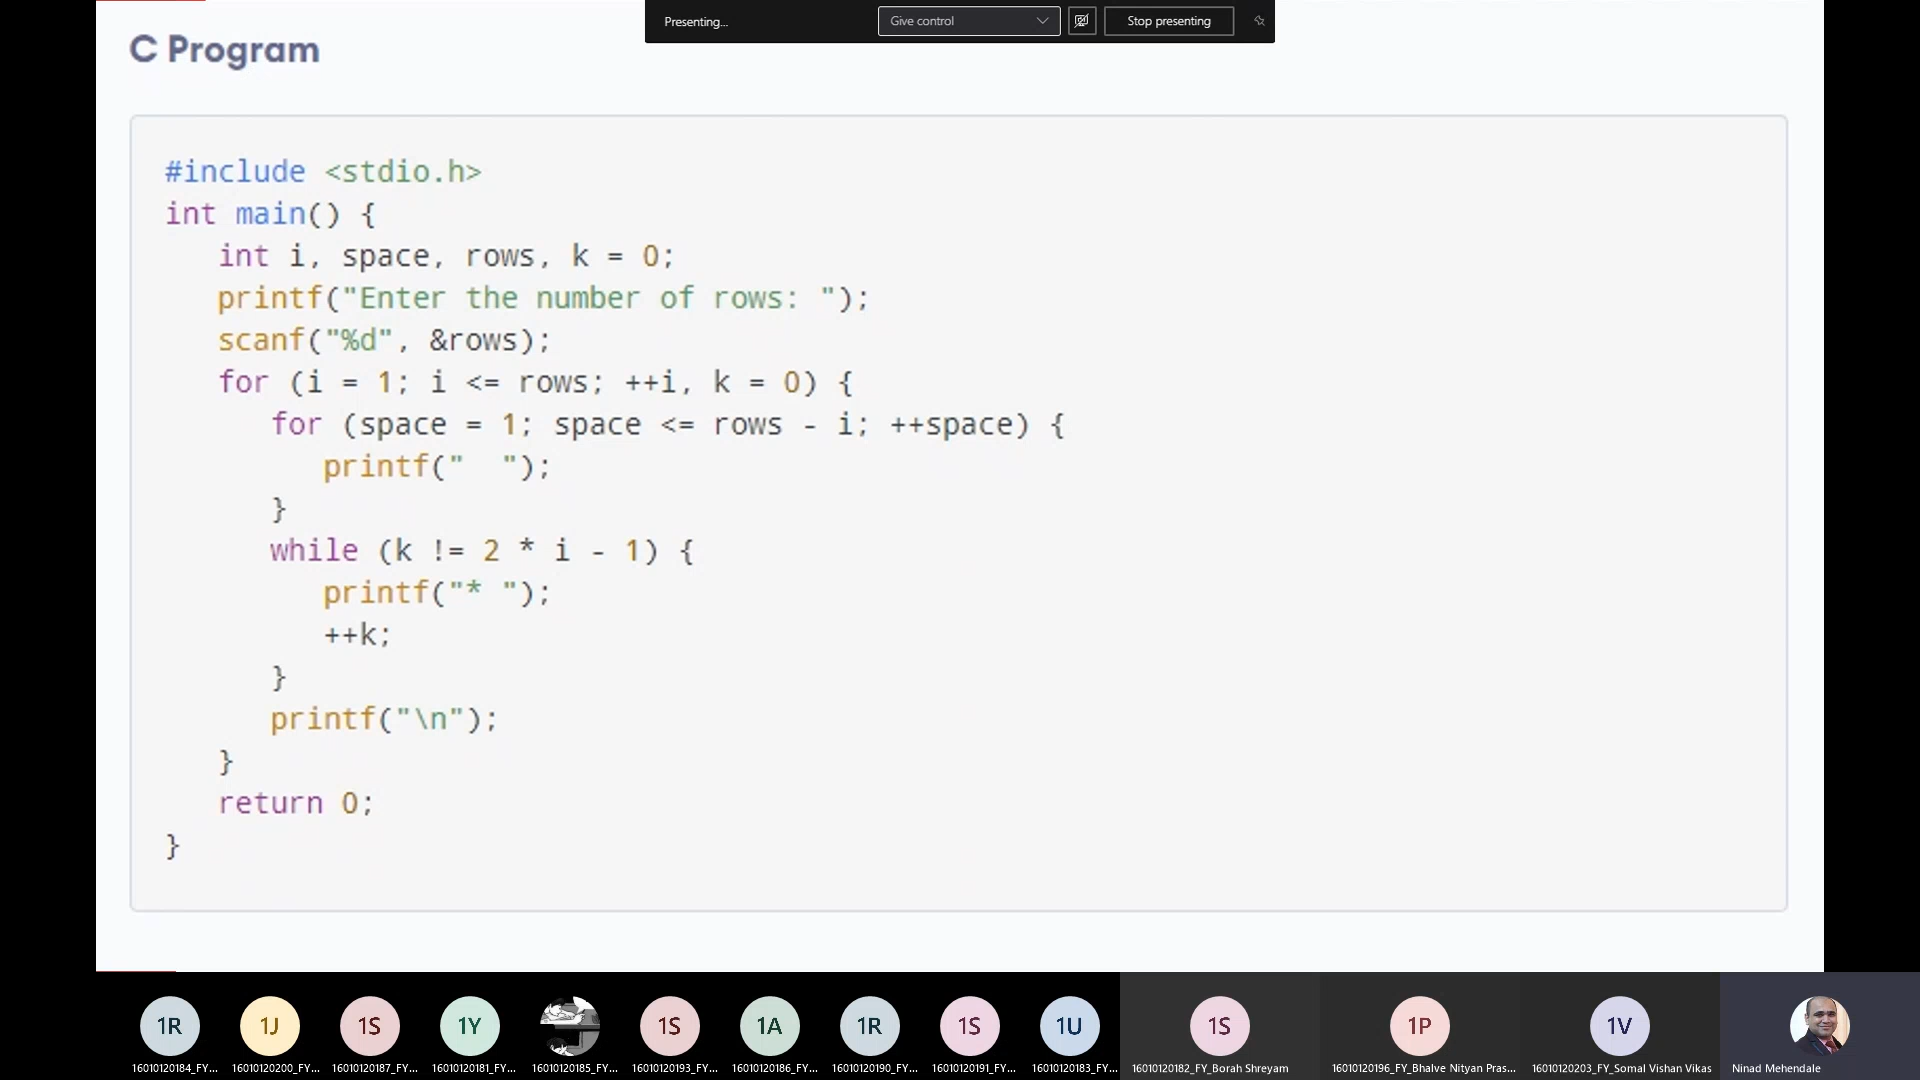 Presenting...
Give control
Stop presenting
C Program
#include <stdio.h>
int main() {
   int i, space, rows, k = 0;
   printf("Enter the number of rows: ");
   scanf("%d", &rows);
   for (i = 1; i <= rows; ++i, k = 0) {
      for (space = 1; space <= rows - i; ++space) {
         printf("  ");
      }
      while (k != 2 * i - 1) {
         printf("* ");
         ++k;
      }
      printf("\n");
   }
   return 0;
}
1R
1J
1S
1Y
1S
1A
1R
1S
1U
1S
1P
1V
16010120184_FY...
16010120200_FY...
16010120187_FY...
16010120181_FY...
16010120185_FY...
16010120193_FY...
16010120186_FY...
16010120190_FY...
16010120191_FY...
16010120183_FY...
16010120182_FY_Borah Shreyam
16010120196_FY_Bhalve Nityan Pras...
16010120203_FY_Somal Vishan Vikas
Ninad Mehendale